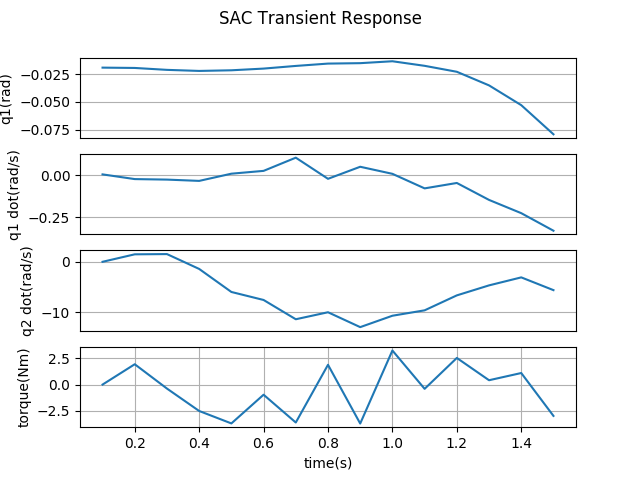 SAC Transient Response
q1(rad)
−0.025
−0.050
−0.075
q1 dot(rad/s)
0.00
−0.25
q2 dot(rad/s)
0
−10
torque(Nm)
2.5
0.0
−2.5
0.2 0.4 0.6 0.8 1.0 1.2 1.4
time(s)